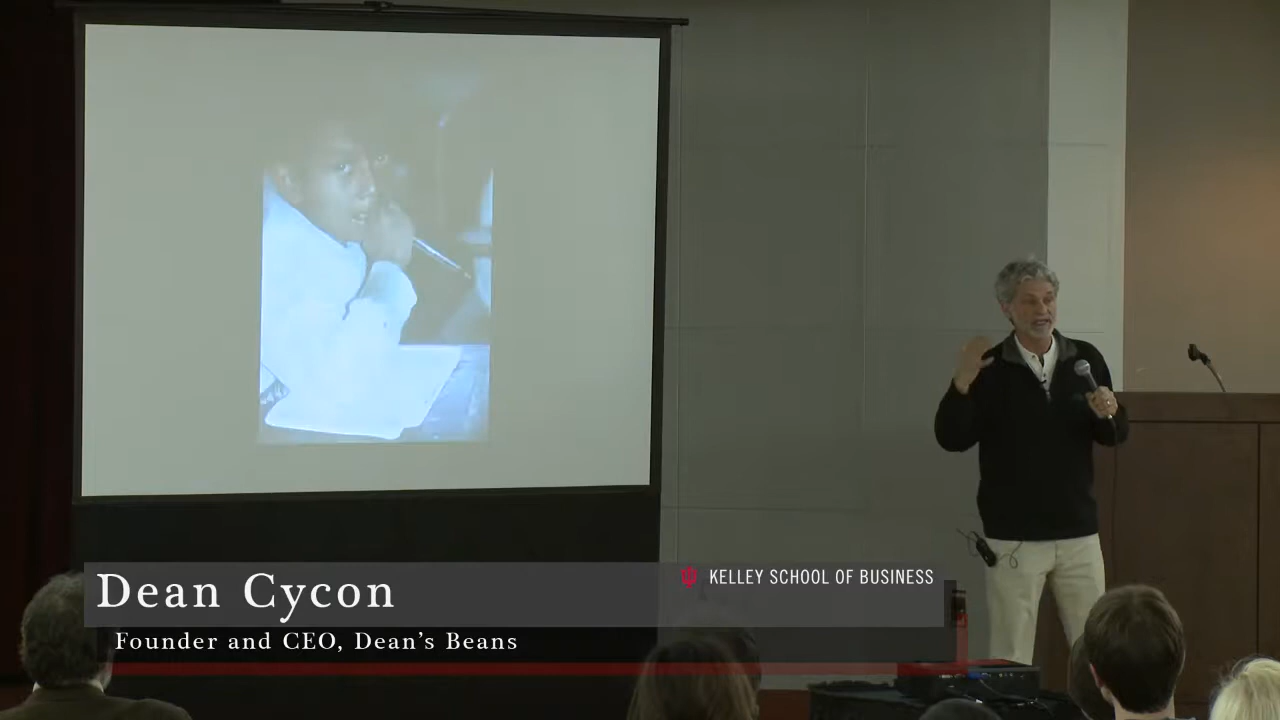 Dean Cycon
KELLEY SCHOOL OF BUSINESS
Founder and CEO, Dean's Beans